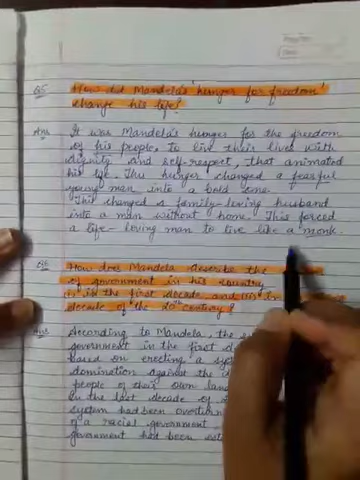 Q5 How did Mandela's 'hunger for freedom'
change his life?
Ans It was Mandela's hunger for the freedom
of his people, to live their lives with
dignity and self-respect, that animated
his life. This hunger changed a fearful
young man into a bold one.
This changed a family-loving husband
into a man without home. This forced
a life-loving man to live like a monk.
How does Mandela describe the
of government in his country
(i) in the first decade and (ii) in
decade of the 20th century?
Ans According to Mandela, the
government in the first
based on erecting a
domination against the
people of their own
In the last decade of
system had been overturn
of a racial government
government had been